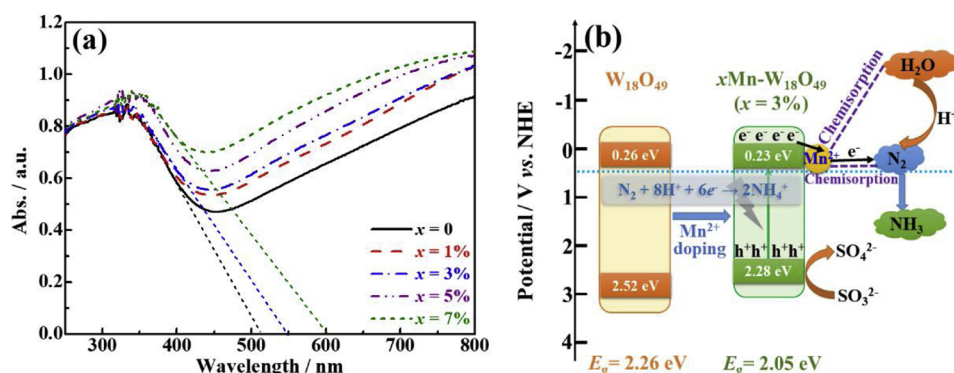 (a)
Abs. / a.u.
1.2
1.0
0.8
0.6
0.4
0.2
0.0
x = 0
x = 1%
x = 3%
x = 5%
x = 7%
300 400 500 600 700 800
Wavelength / nm
(b)
Potential / V vs. NHE
-2
-1
0
1
2
3
4
W₁₈O₄₉
xMn-W₁₈O₄₉
(x = 3%)
0.26 eV
e⁻ e⁻ e⁻ e⁻
0.23 eV
Mn²⁺
e⁻
N₂
H₂O
H⁺
Chemisorption
Chemisorption
N₂ + 8H⁺ + 6e⁻ → 2NH₄⁺
Mn²⁺
doping
NH₃
h⁺h⁺ h⁺h⁺
2.52 eV
2.28 eV
SO₄²⁻
SO₃²⁻
E₉= 2.26 eV
E₉= 2.05 eV